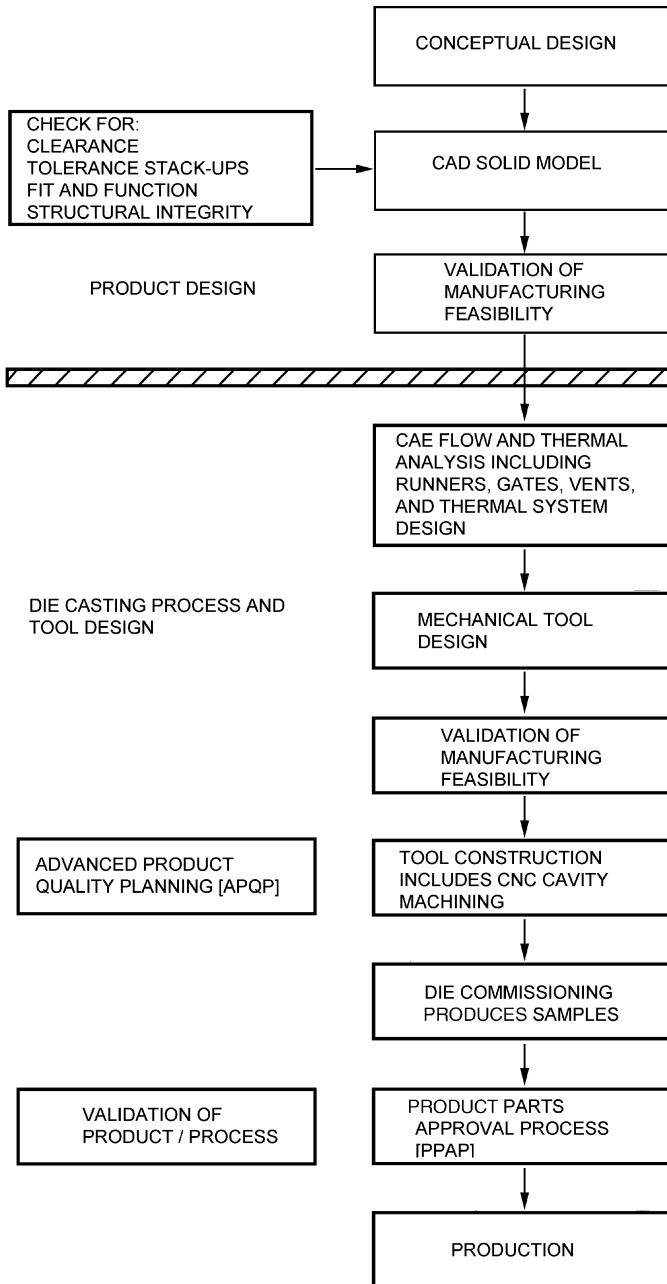 CONCEPTUAL DESIGN
CHECK FOR:
CLEARANCE
TOLERANCE STACK-UPS
FIT AND FUNCTION
STRUCTURAL INTEGRITY
CAD SOLID MODEL
PRODUCT DESIGN
VALIDATION OF
MANUFACTURING
FEASIBILITY
CAE FLOW AND THERMAL
ANALYSIS INCLUDING
RUNNERS, GATES, VENTS,
AND THERMAL SYSTEM
DESIGN
DIE CASTING PROCESS AND
TOOL DESIGN
MECHANICAL TOOL
DESIGN
VALIDATION OF
MANUFACTURING
FEASIBILITY
ADVANCED PRODUCT
QUALITY PLANNING [APQP]
TOOL CONSTRUCTION
INCLUDES CNC CAVITY
MACHINING
DIE COMMISSIONING
PRODUCES SAMPLES
VALIDATION OF
PRODUCT / PROCESS
PRODUCT PARTS
APPROVAL PROCESS
[PPAP]
PRODUCTION